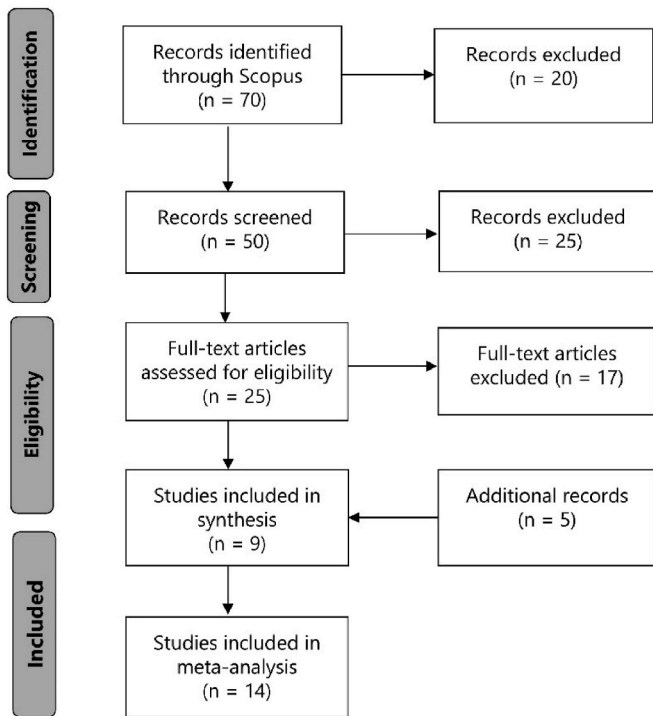 Identification
Records identified
through Scopus
(n = 70)
Records excluded
(n = 20)
Screening
Records screened
(n = 50)
Records excluded
(n = 25)
Eligibility
Full-text articles
assessed for eligibility
(n = 25)
Full-text articles
excluded (n = 17)
Studies included in
synthesis
(n = 9)
Additional records
(n = 5)
Included
Studies included in
meta-analysis
(n = 14)